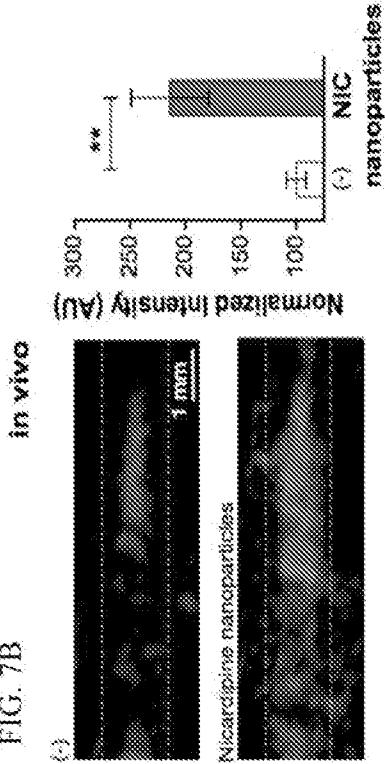 FIG. 7B
in vivo
(-)
1 mm
Nicardipine nanoparticles
Normalized Intensity (AU)
300
250
200
150
100
**
(-)
NIC
nanoparticles